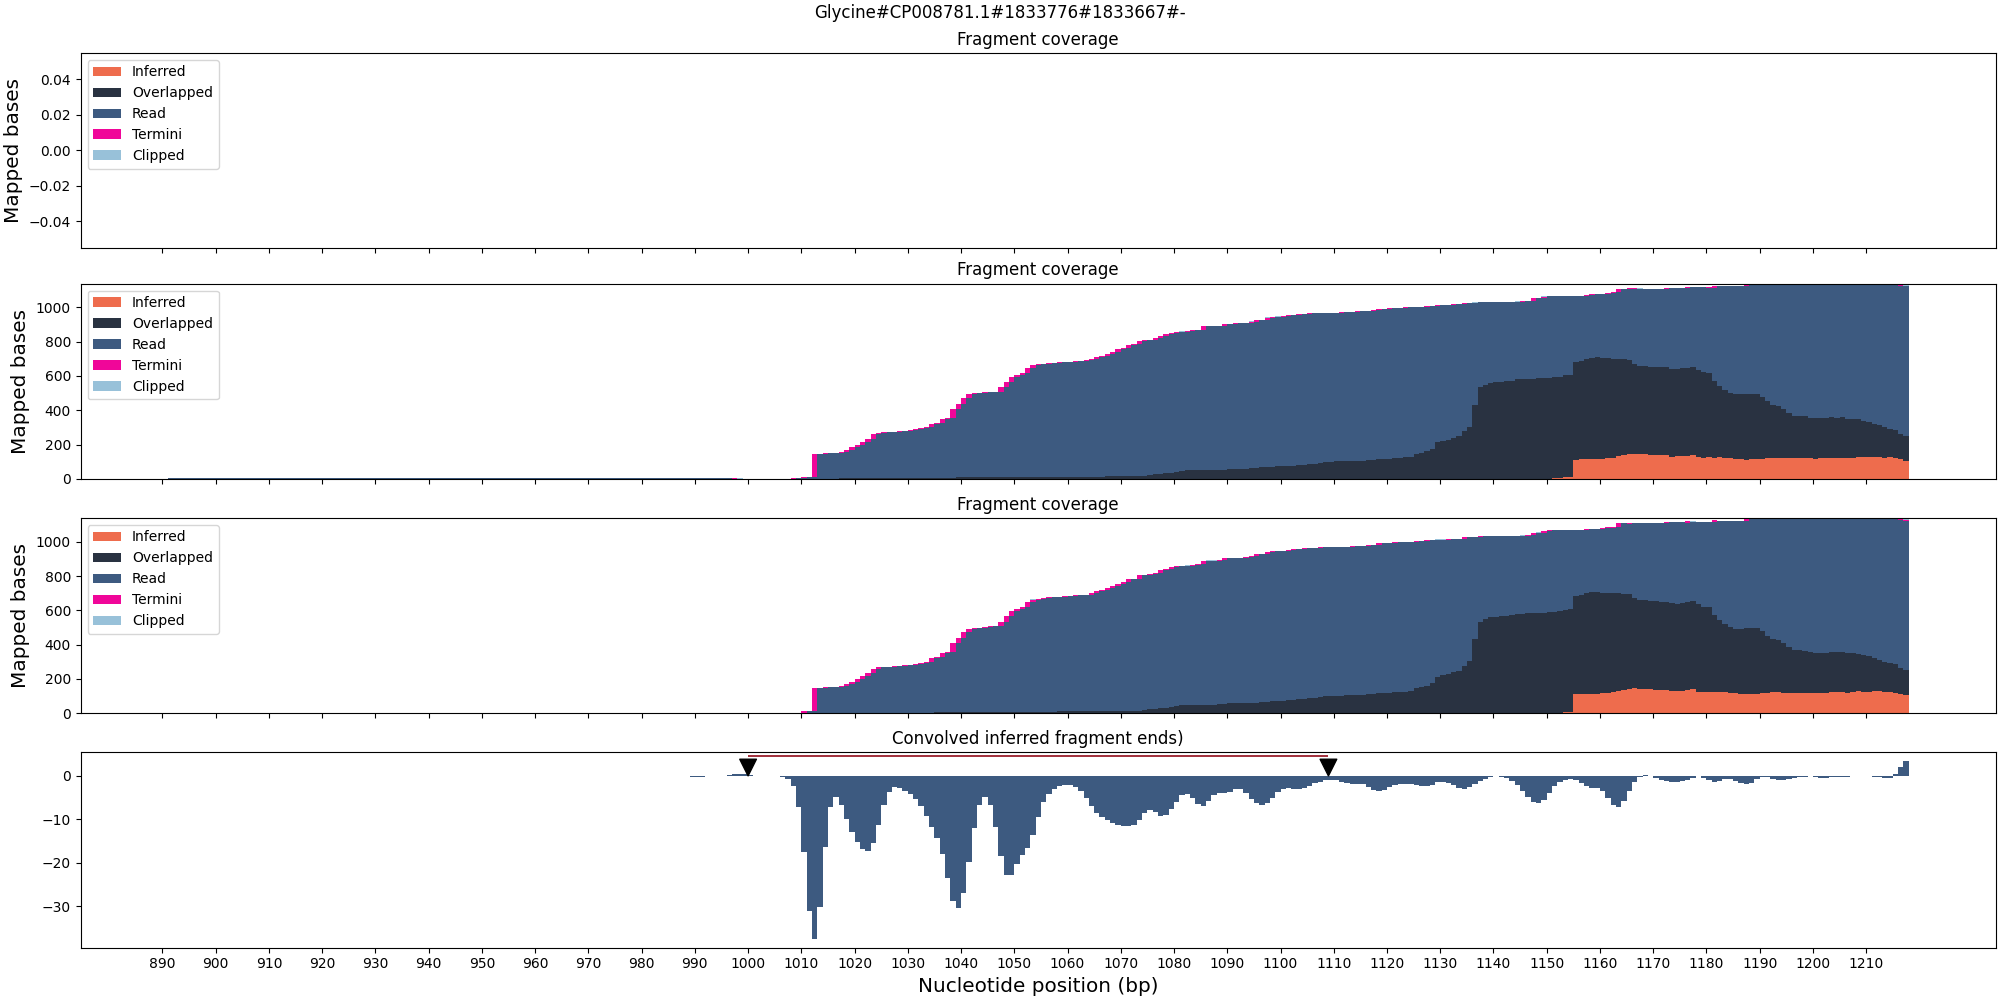 Glycine#CP008781.1#1833776#1833667#-
Fragment coverage
Mapped bases
0.04
0.02
0.00
−0.02
−0.04
Inferred
Overlapped
Read
Termini
Clipped
Fragment coverage
Mapped bases
1000
800
600
400
200
0
Inferred
Overlapped
Read
Termini
Clipped
Fragment coverage
Mapped bases
1000
800
600
400
200
0
Inferred
Overlapped
Read
Termini
Clipped
Convolved inferred fragment ends)
0
−10
−20
−30
890 900 910 920 930 940 950 960 970 980 990 1000 1010 1020 1030 1040 1050 1060 1070 1080 1090 1100 1110 1120 1130 1140 1150 1160 1170 1180 1190 1200 1210
Nucleotide position (bp)